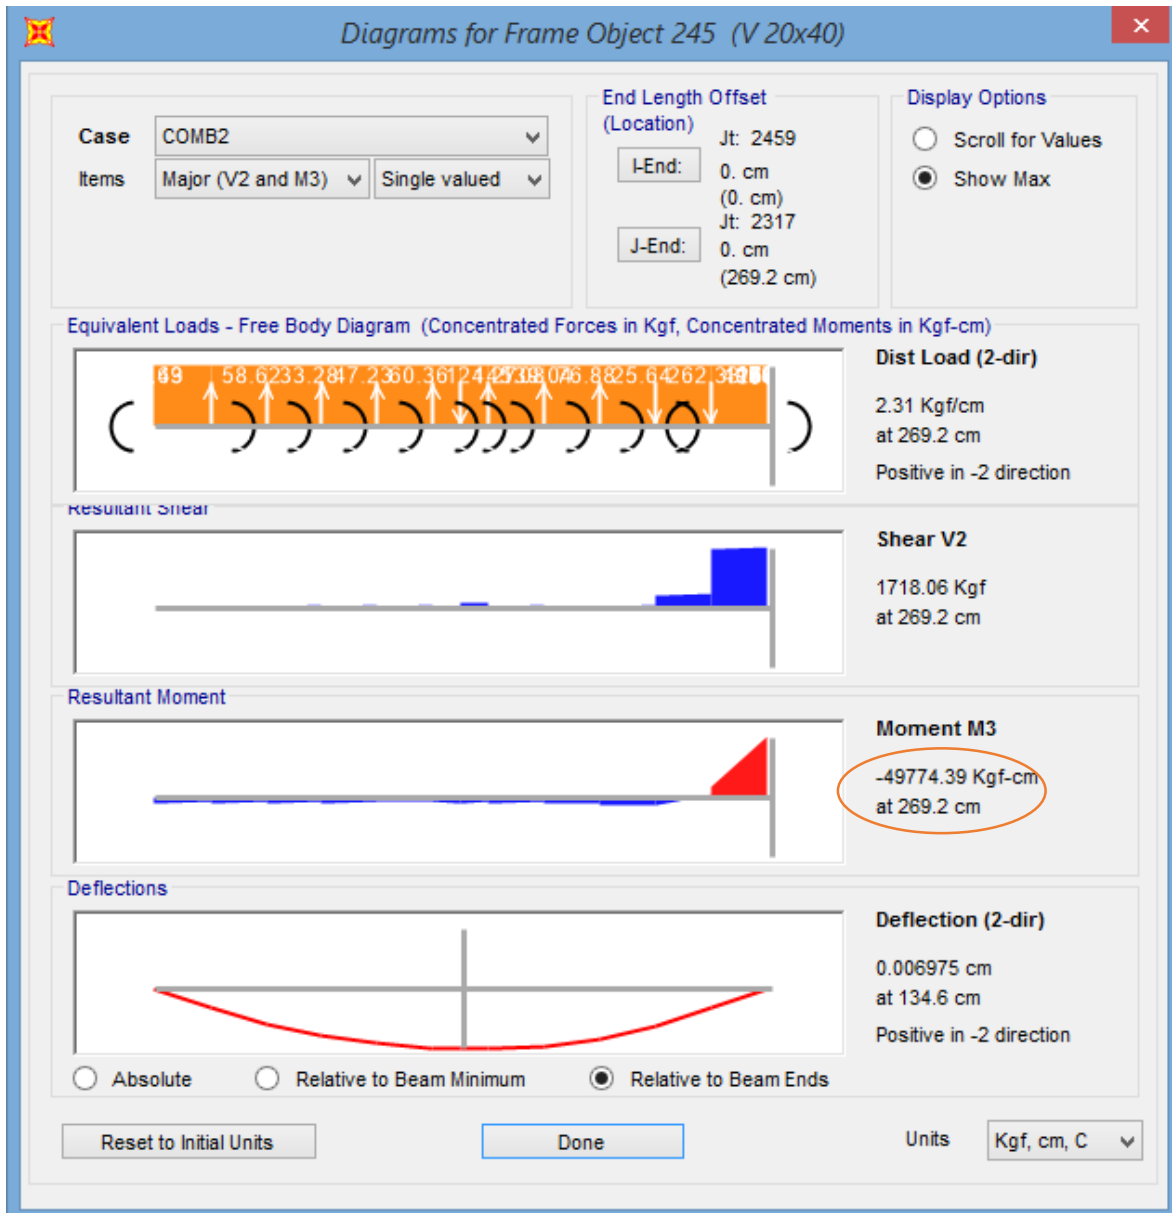 Diagrams for Frame Object 245 (V 20x40)
Case COMB2
Items Major (V2 and M3) Single valued
End Length Offset
(Location)
Jt: 2459
I-End: 0. cm
(0. cm)
Jt: 2317
J-End: 0. cm
(269.2 cm)
Display Options
Scroll for Values
Show Max
Equivalent Loads - Free Body Diagram (Concentrated Forces in Kgf, Concentrated Moments in Kgf-cm)
Dist Load (2-dir)
2.31 Kgf/cm
at 269.2 cm
Positive in -2 direction
Resultant Shear
Shear V2
1718.06 Kgf
at 269.2 cm
Resultant Moment
Moment M3
-49774.39 Kgf-cm
at 269.2 cm
Deflections
Deflection (2-dir)
0.006975 cm
at 134.6 cm
Positive in -2 direction
Absolute Relative to Beam Minimum Relative to Beam Ends
Reset to Initial Units Done Units Kgf, cm, C